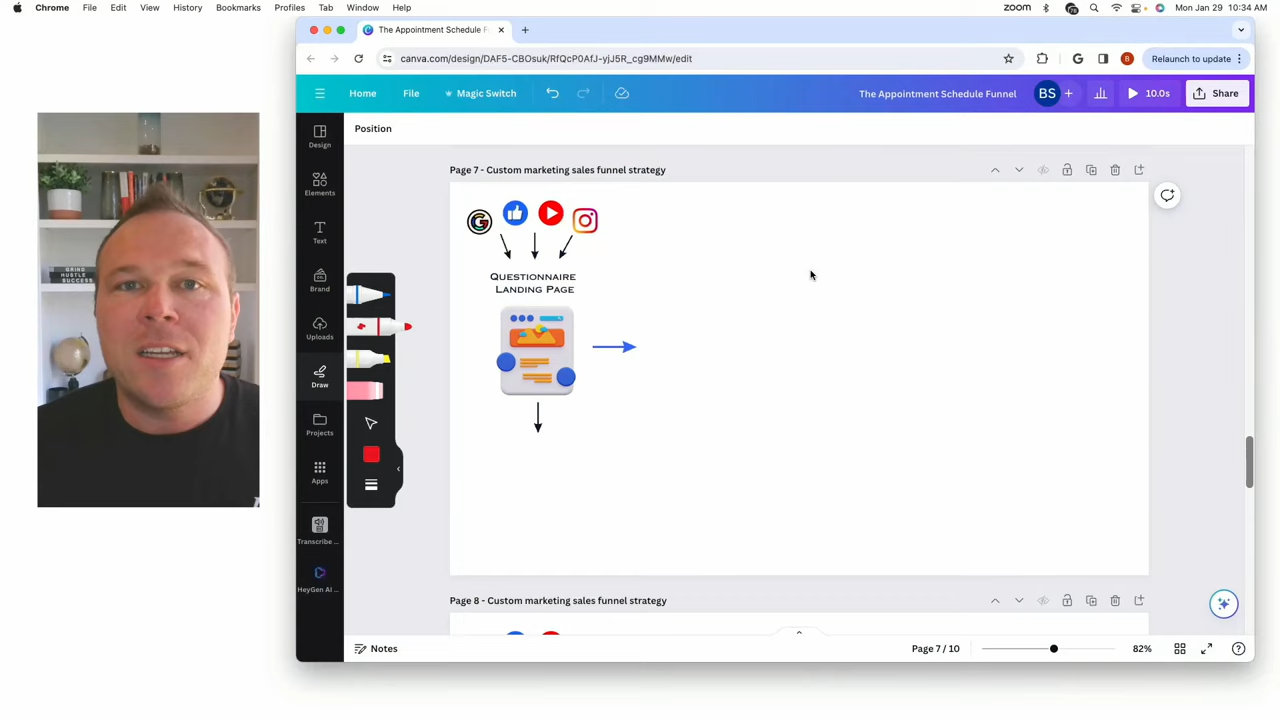 Chrome File Edit View History Bookmarks Profiles Tab Window Help
zoom
Mon Jan 29 10:34 AM
The Appointment Schedule F
canva.com/design/DAF5-CBOsuk/RfQcP0AfJ-yjJ5R_cg9MMw/edit
G
B
Relaunch to update
Home File Magic Switch
The Appointment Schedule Funnel
BS
10.0s
Share
Design
Elements
Text
Brand
Uploads
Draw
Projects
Apps
Transcribe ...
HeyGen AI ...
Position
Page 7 - Custom marketing sales funnel strategy
G
Questionnaire
Landing Page
Page 8 - Custom marketing sales funnel strategy
Notes
Page 7 / 10
82%
GRIND
HUSTLE
SUCCESS